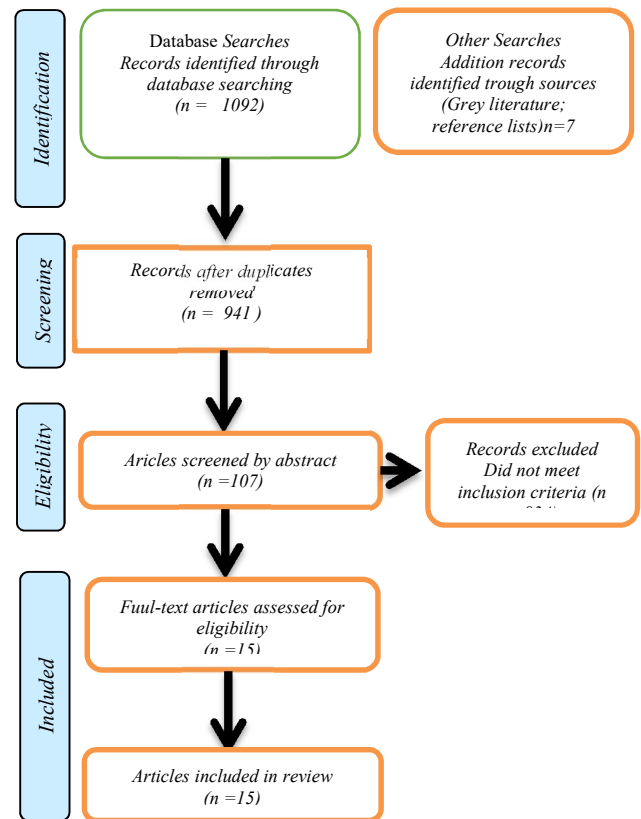 Identification
Database Searches
Records identified through
database searching
(n = 1092)
Other Searches
Addition records
identified trough sources
(Grey literature;
reference lists)n=7
Screening
Records after duplicates
removed
(n = 941 )
Eligibility
Aricles screened by abstract
(n =107)
Records excluded
Did not meet
inclusion criteria (n
Included
Fuul-text articles assessed for
eligibility
(n =15)
Articles included in review
(n =15)